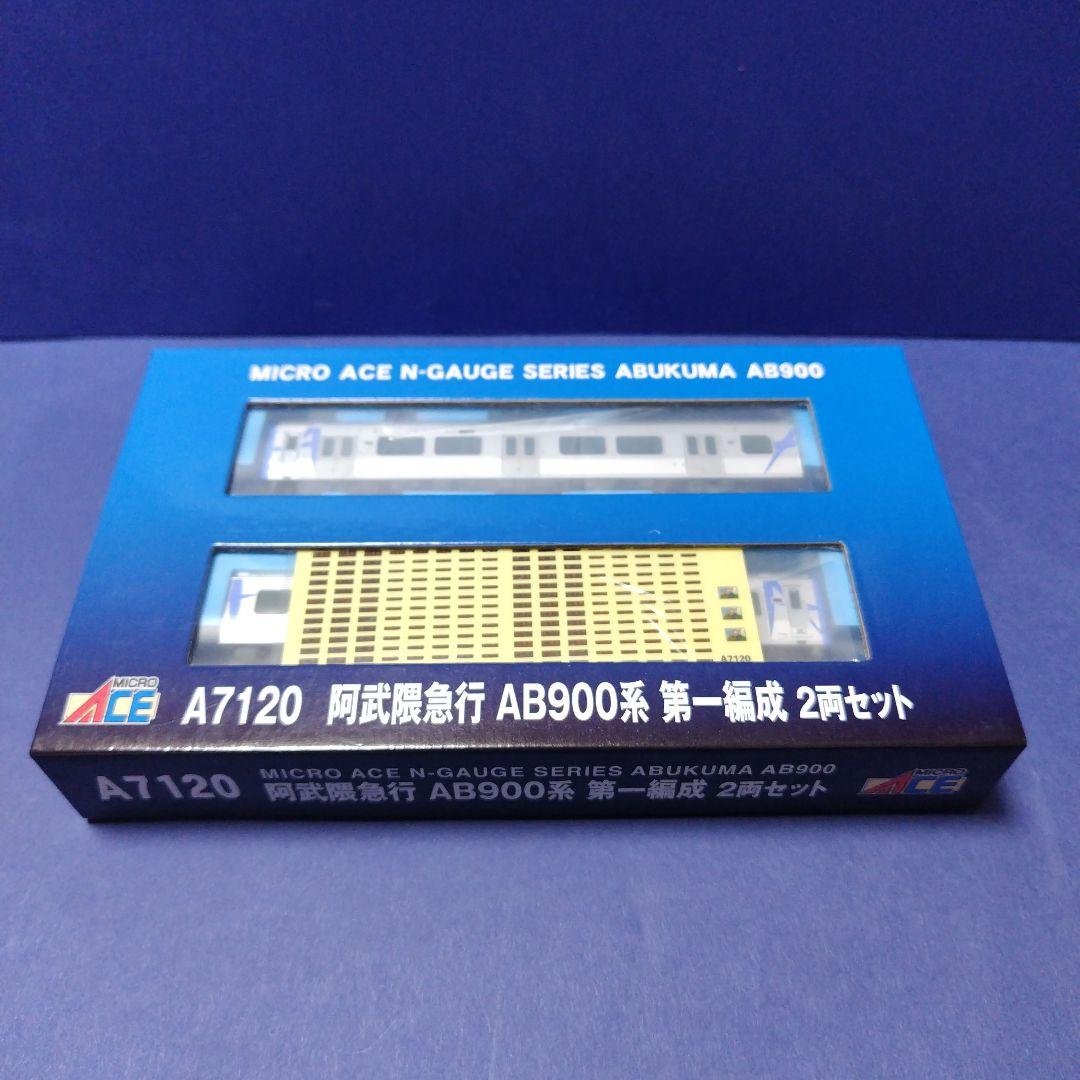 MICRO ACE N-GAUGE SERIES ABUKUMA AB900
A7120
MICRO ACE
A7120 阿武隈急行 AB900系 第一編成 2両セット
A7120
MICRO ACE N-GAUGE SERIES ABUKUMA AB900
阿武隈急行 AB900系 第一編成 2両セット
MICRO ACE